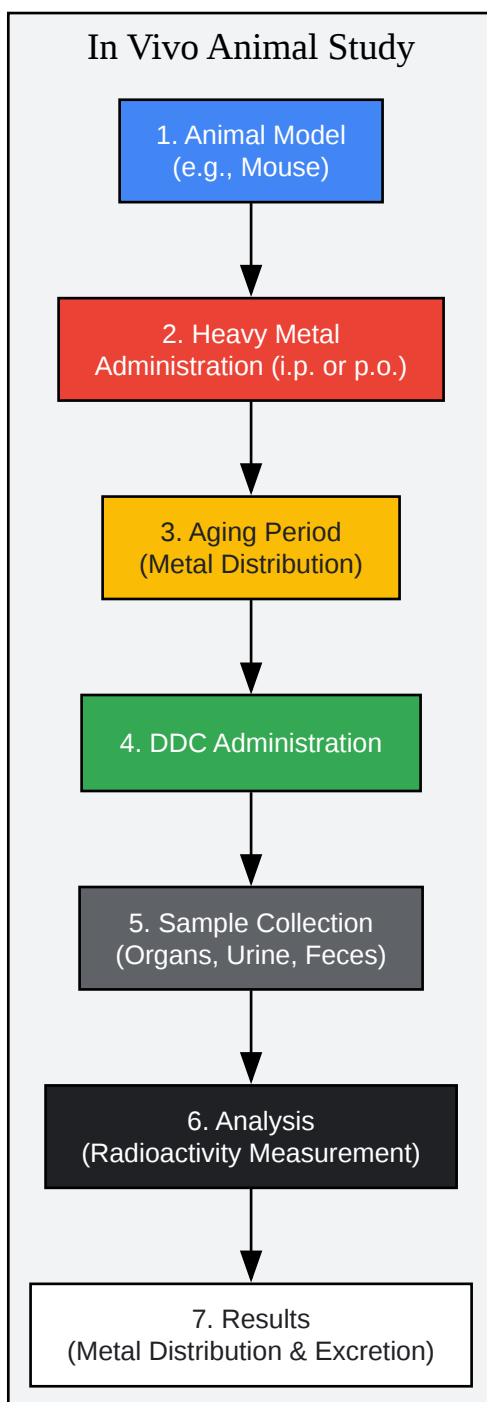 In Vivo Animal Study
1. Animal Model
(e.g., Mouse)
2. Heavy Metal
Administration (i.p. or p.o.)
3. Aging Period
(Metal Distribution)
4. DDC Administration
5. Sample Collection
(Organs, Urine, Feces)
6. Analysis
(Radioactivity Measurement)
7. Results
(Metal Distribution & Excretion)